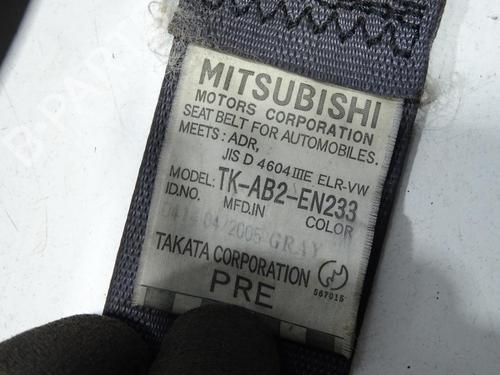 MITSUBISHI
MOTORS CORPORATION
SEAT BELT FOR AUTOMOBILES.
MEETS: ADR,
JIS D 4604 IIIE ELR-VW
MODEL: TK-AB2-EN233
ID.NO. MFD.IN COLOR
04/2005 GRAY
TAKATA CORPORATION
567015
PRE